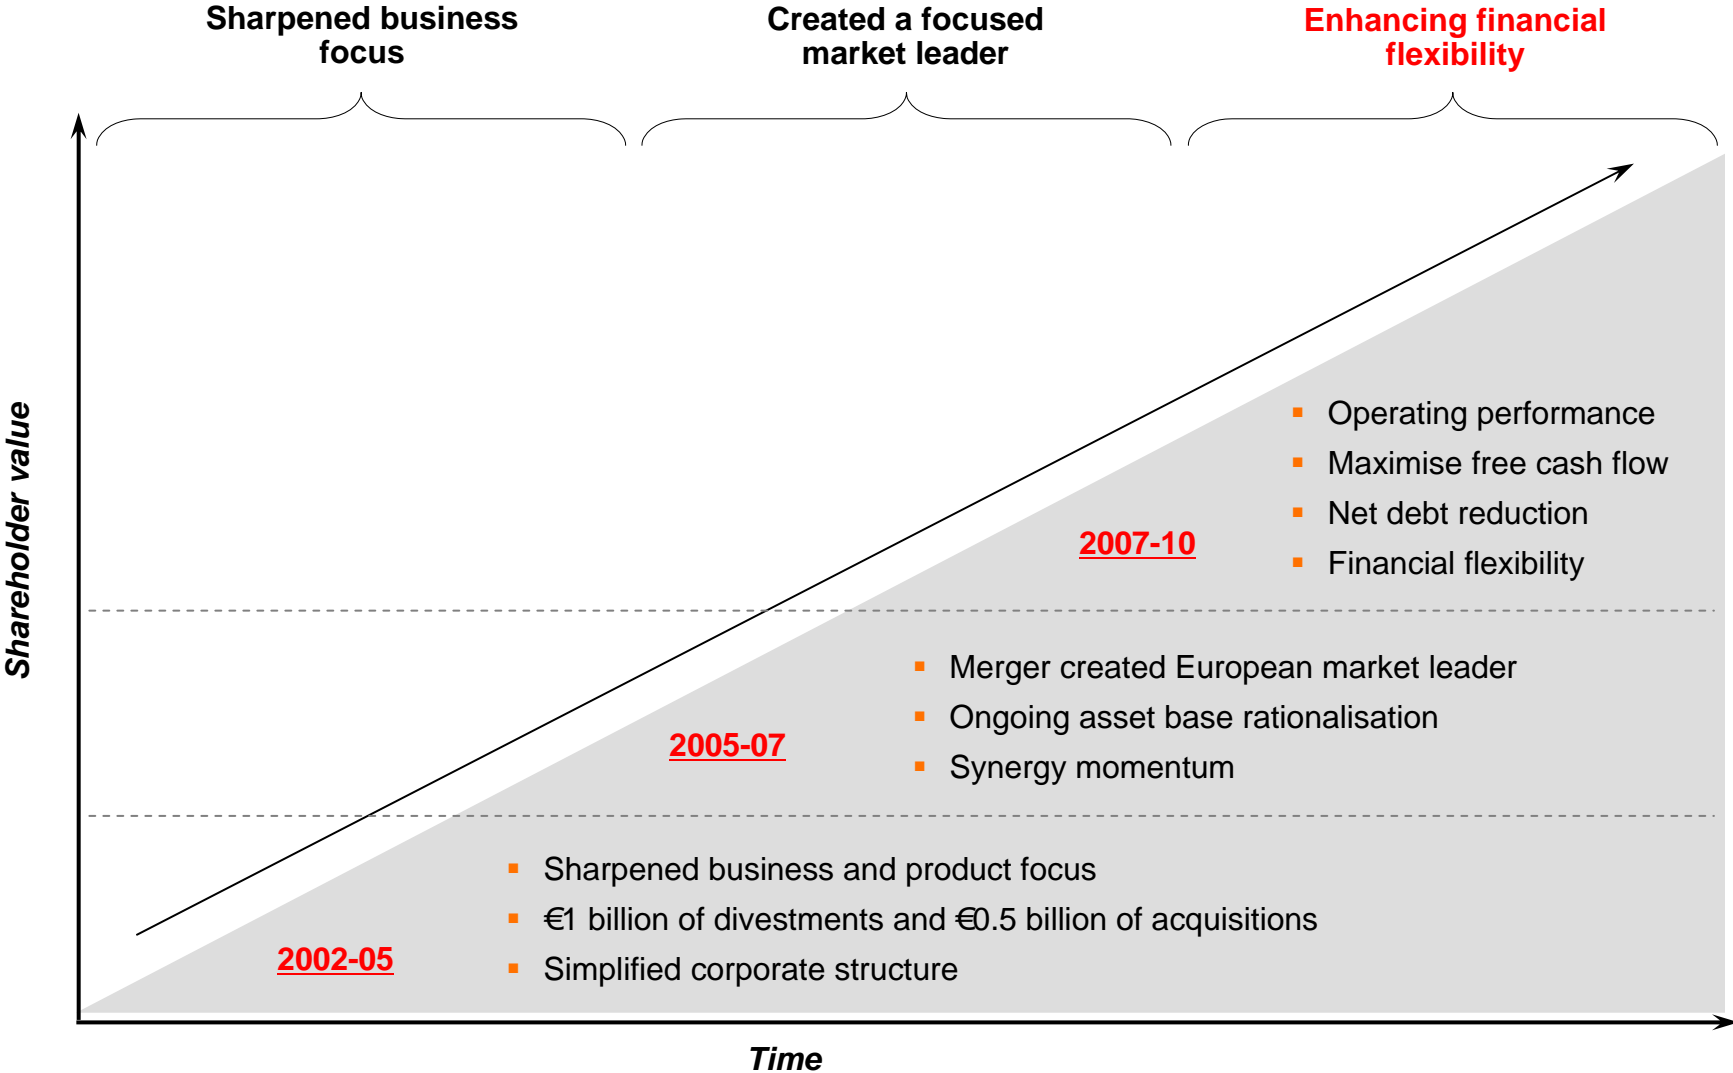 Sharpened business
focus
Created a focused
market leader
Enhancing financial
flexibility
Shareholder value
Operating performance
Maximise free cash flow
Net debt reduction
Financial flexibility
2007-10
Merger created European market leader
Ongoing asset base rationalisation
Synergy momentum
2005-07
Sharpened business and product focus
€1 billion of divestments and €0.5 billion of acquisitions
Simplified corporate structure
2002-05
Time